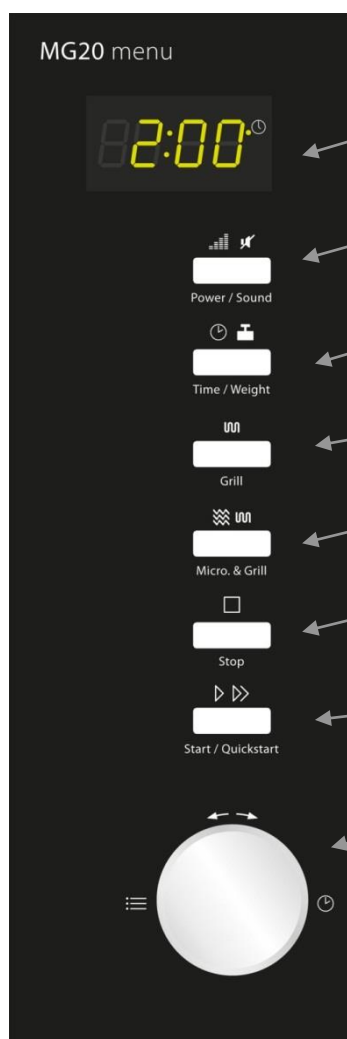 MG20 menu
2:00
Power / Sound
Time / Weight
Grill
Micro. & Grill
Stop
Start / Quickstart